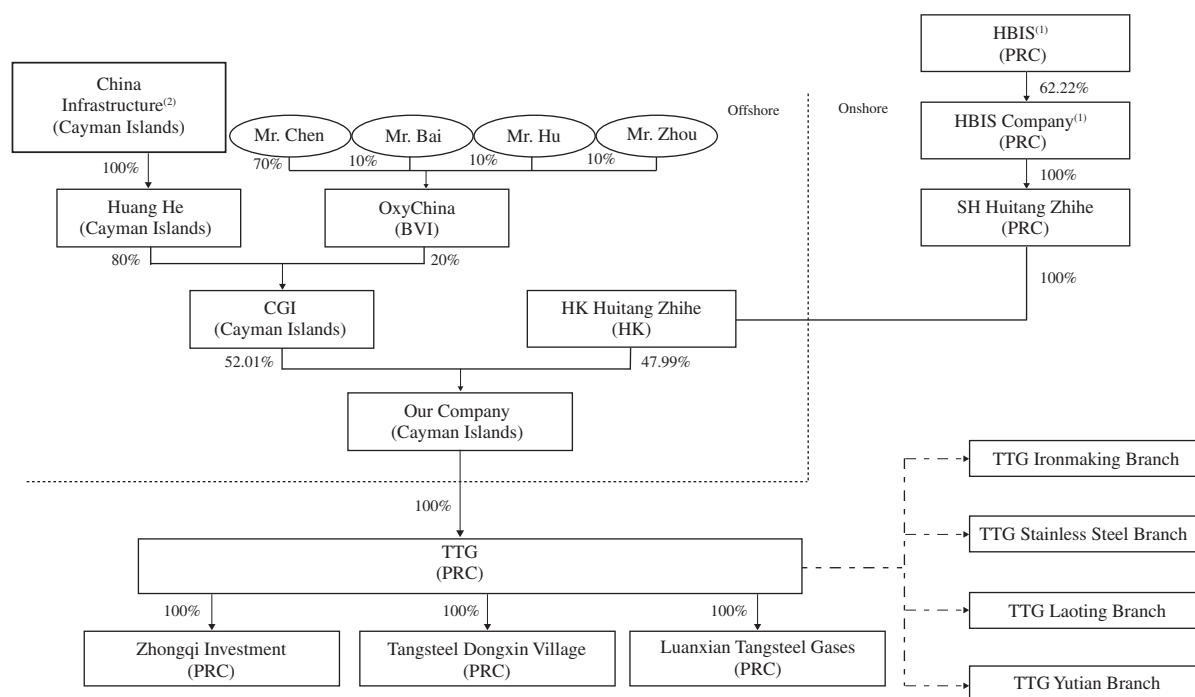 HBIS(1)
(PRC)
62.22%
China
Infrastructure(2)
(Cayman Islands)
Offshore
Onshore
Mr. Chen
Mr. Bai
Mr. Hu
Mr. Zhou
HBIS Company(1)
(PRC)
100%
70%
10%
10%
10%
100%
Huang He
(Cayman Islands)
OxyChina
(BVI)
SH Huitang Zhihe
(PRC)
80%
20%
100%
CGI
(Cayman Islands)
HK Huitang Zhihe
(HK)
52.01%
47.99%
Our Company
(Cayman Islands)
TTG Ironmaking Branch
100%
TTG Stainless Steel Branch
TTG
(PRC)
TTG Laoting Branch
100%
100%
100%
Zhongqi Investment
(PRC)
Tangsteel Dongxin Village
(PRC)
Luanxian Tangsteel Gases
(PRC)
TTG Yutian Branch